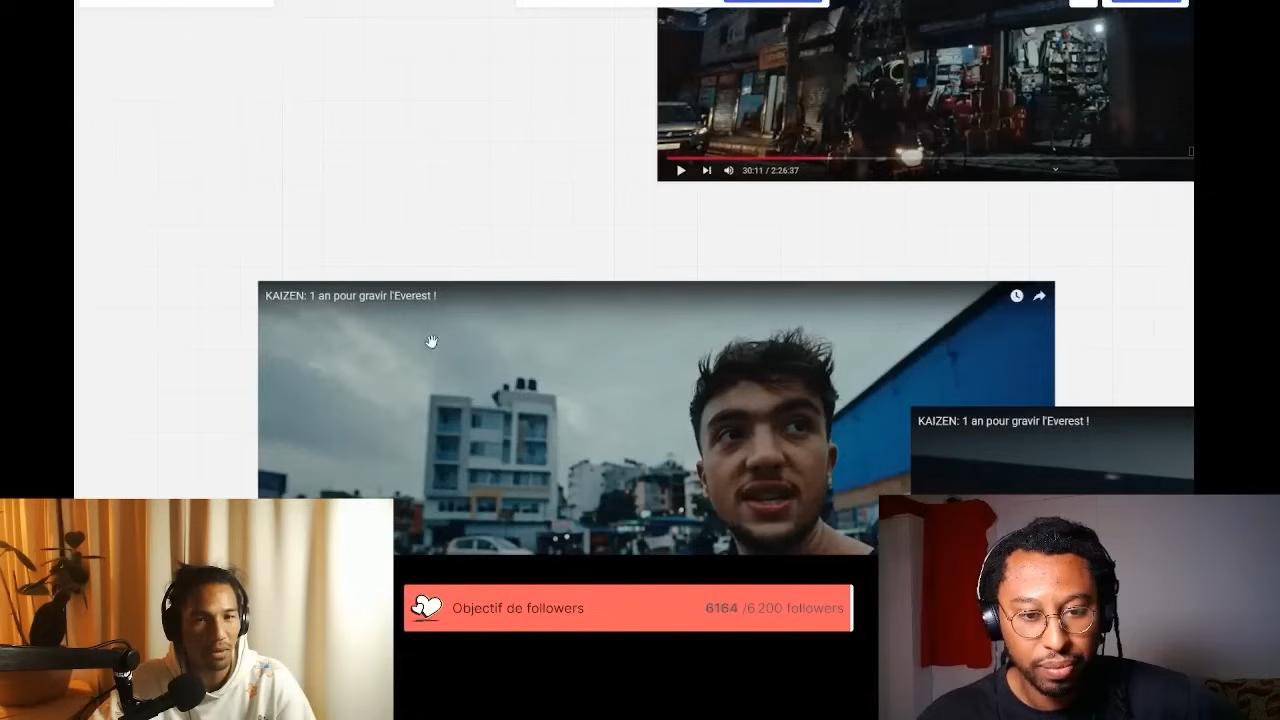 30:11 / 2:26:37
KAIZEN: 1 an pour gravir l'Everest !
KAIZEN: 1 an pour gravir l'Everest !
Objectif de followers
6164 /6 200 followers